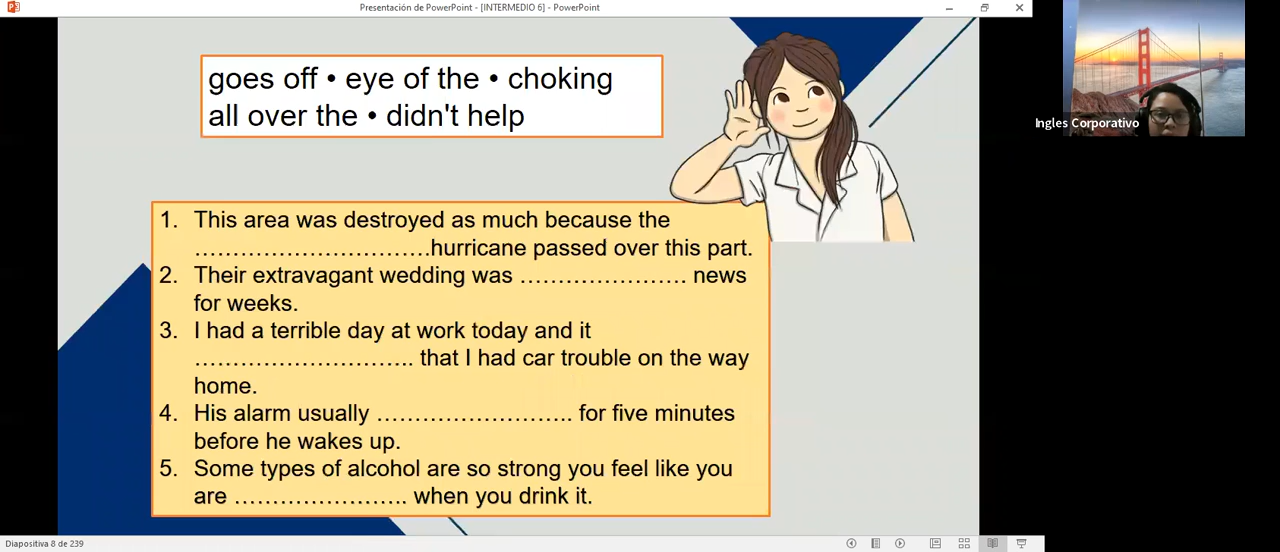 Presentación de PowerPoint - [INTERMEDIO 6] - PowerPoint
goes off • eye of the • choking
all over the • didn't help
Ingles Corporativo
1. This area was destroyed as much because the
…………………………hurricane passed over this part.
2. Their extravagant wedding was …………………. news
for weeks.
3. I had a terrible day at work today and it
………………………. that I had car trouble on the way
home.
4. His alarm usually ……………………. for five minutes
before he wakes up.
5. Some types of alcohol are so strong you feel like you
are …………………. when you drink it.
Diapositiva 8 de 239